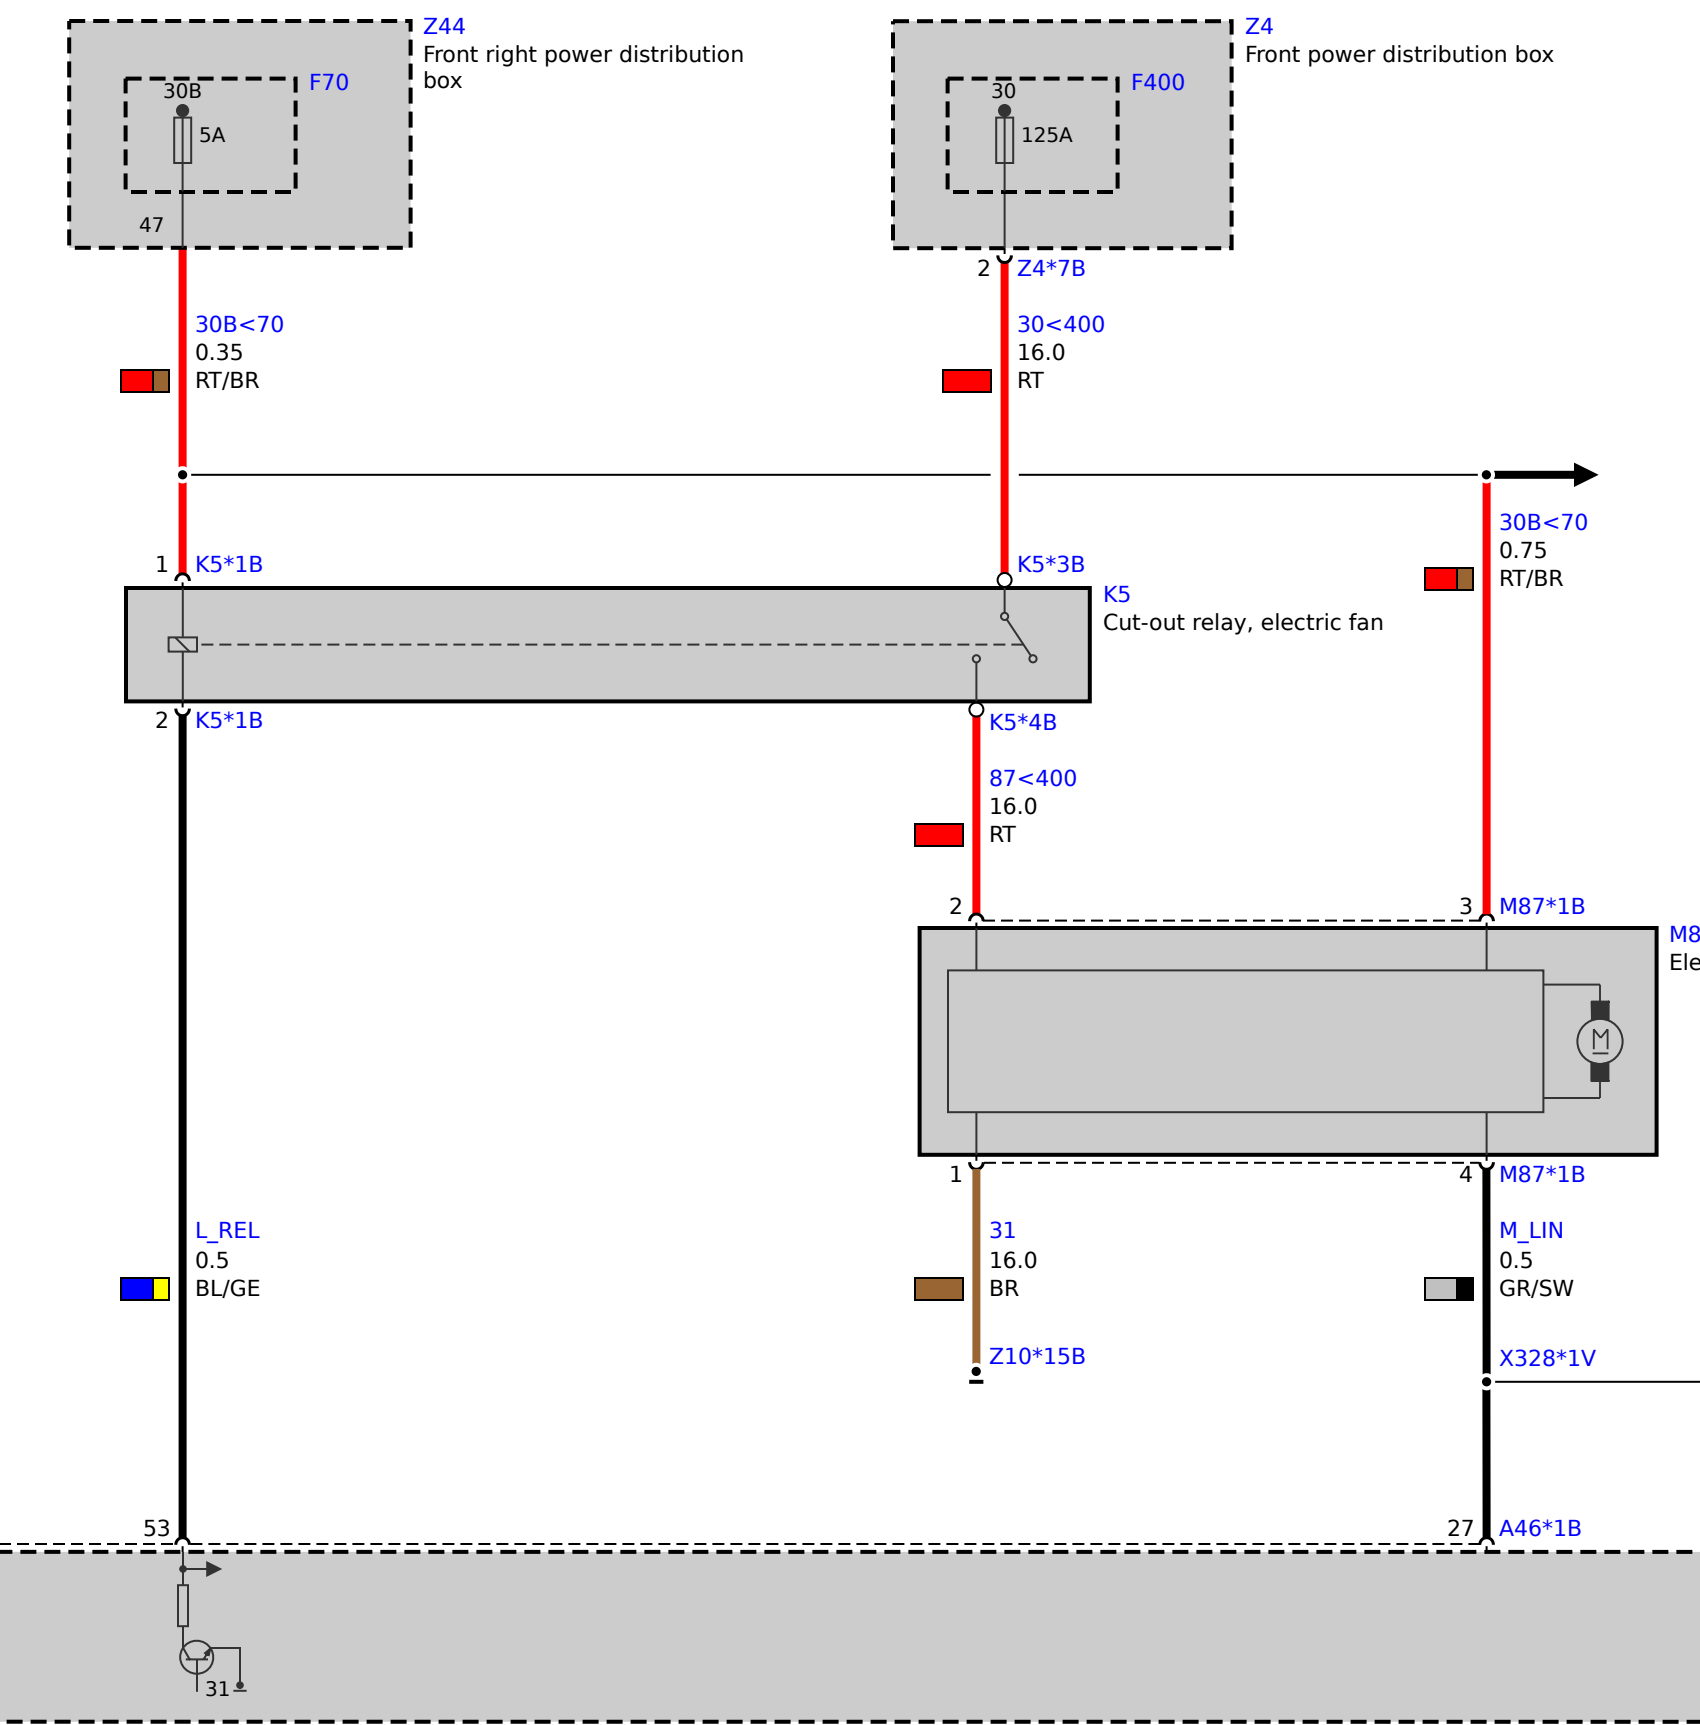 Z44
Front right power distribution
box
F70
30B
5A
47
Z4
Front power distribution box
F400
30
125A
2 Z4*7B
30B<70
0.35
RT/BR
30<400
16.0
RT
30B<70
0.75
RT/BR
1 K5*1B
K5*3B
K5
Cut-out relay, electric fan
2 K5*1B
K5*4B
87<400
16.0
RT
2
3 M87*1B
M8
Ele
M
1
4 M87*1B
L_REL
0.5
BL/GE
31
16.0
BR
M_LIN
0.5
GR/SW
Z10*15B
X328*1V
53
27 A46*1B
31